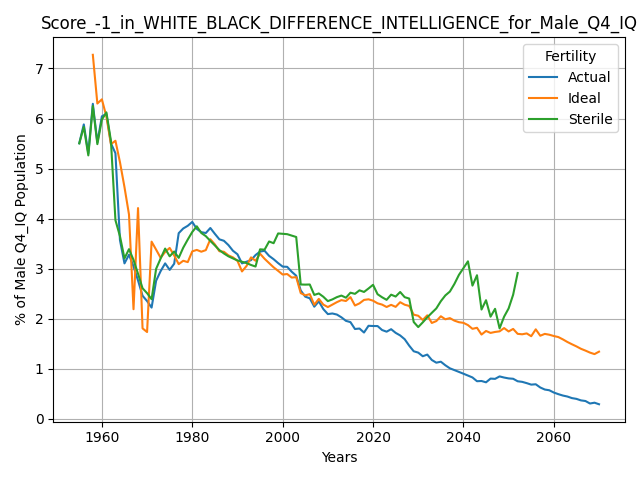 Score_-1_in_WHITE_BLACK_DIFFERENCE_INTELLIGENCE_for_Male_Q4_IQ
Fertility
Actual
Ideal
Sterile
% of Male Q4_IQ Population
7
6
5
4
3
2
1
0
1960
1980
2000
2020
2040
2060
Years